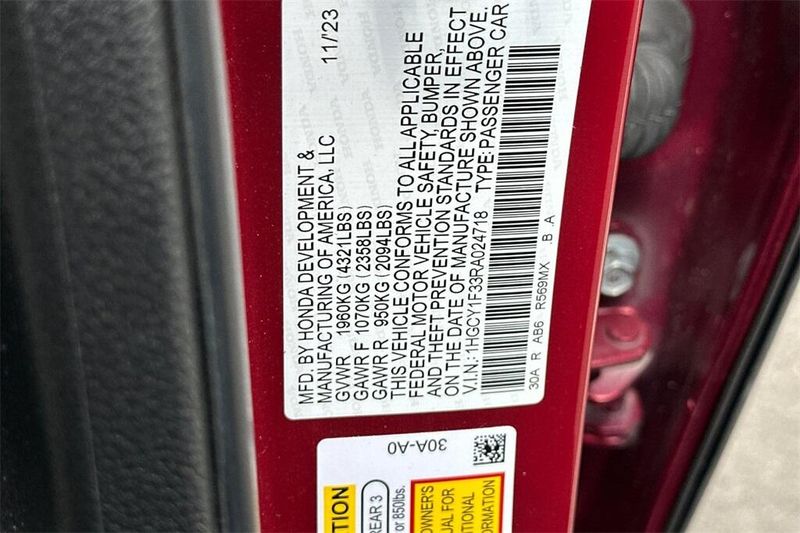 MFD. BY HONDA DEVELOPMENT &
MANUFACTURING OF AMERICA, LLC 11/'23
GVWR 1960KG (4321LBS)
GAWR F 1070KG (2358LBS)
GAWR R 950KG (2094LBS)
THIS VEHICLE CONFORMS TO ALL APPLICABLE
FEDERAL MOTOR VEHICLE SAFETY, BUMPER,
AND THEFT PREVENTION STANDARDS IN EFFECT
ON THE DATE OF MANUFACTURE SHOWN ABOVE.
V.I.N.: 1HGCY1F33RA024718 TYPE: PASSENGER CAR
30A R AB6 R569MX .B .A
30A-A0
TION
REAR 3
or 850lbs.
OWNER'S
UAL FOR
TIONAL
ORMATION